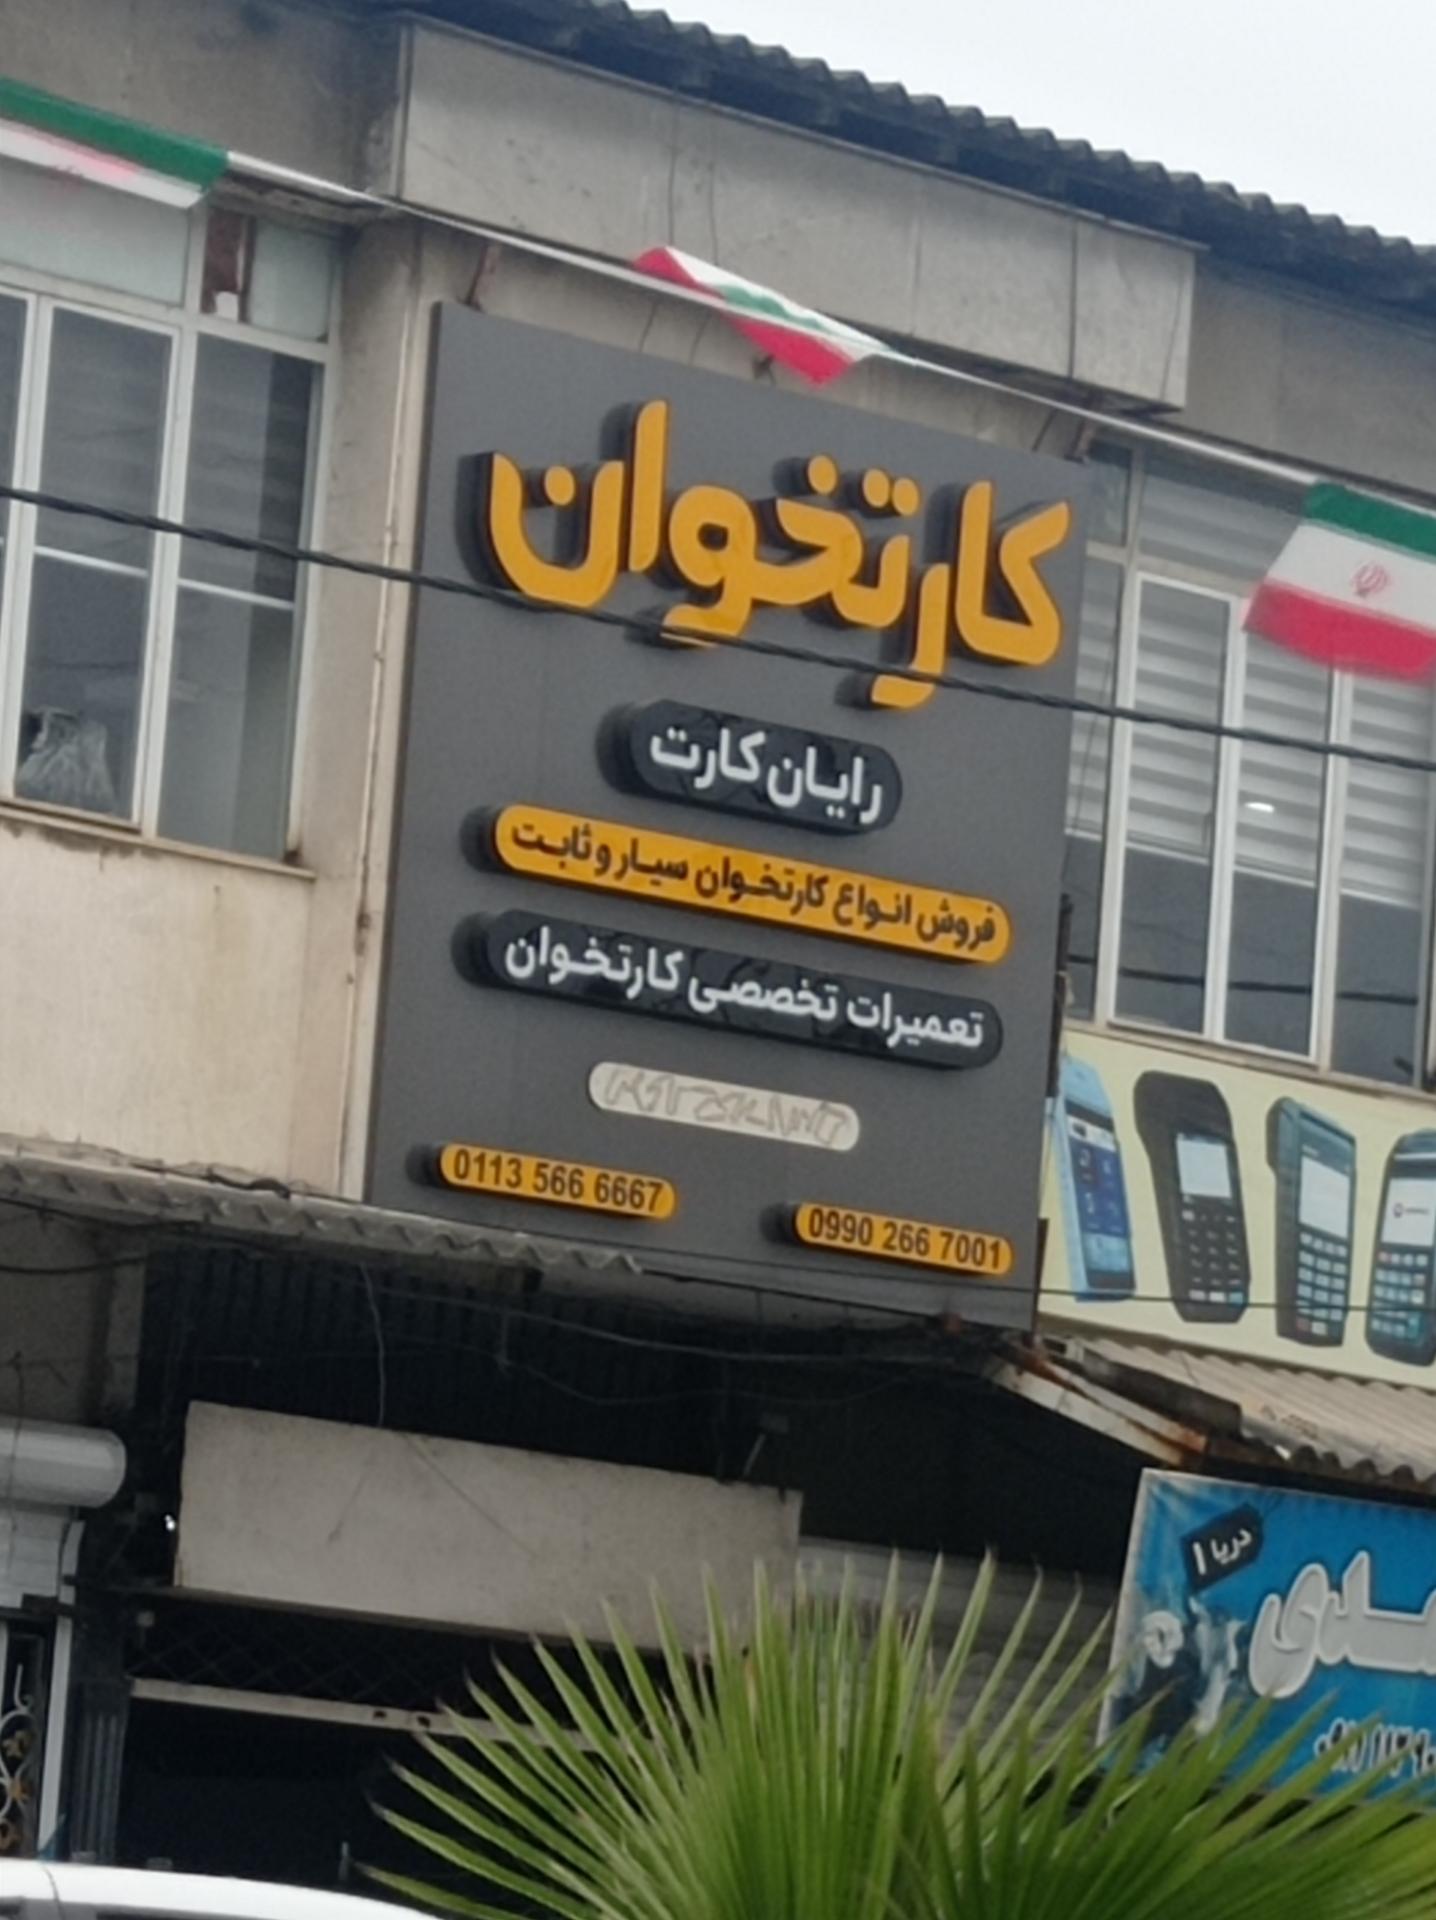 کارتخوان
رایان کارت
فروش انواع کارتخوان سیار و ثابت
تعمیرات تخصصی کارتخوان
0113 566 6667
0990 266 7001
دریا ۱